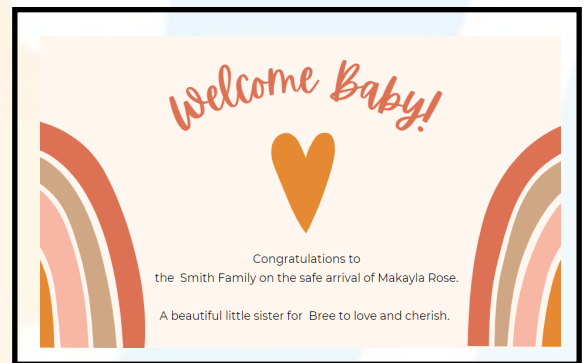 Welcome Baby!
Congratulations to
the Smith Family on the safe arrival of Makayla Rose.
A beautiful little sister for Bree to love and cherish.